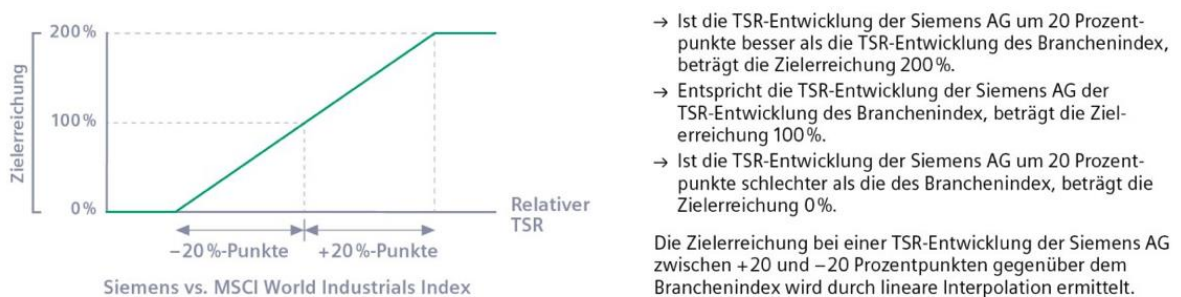 200%
100%
0%
Zielerreichung
Relativer
TSR
−20%-Punkte
+20%-Punkte
Siemens vs. MSCI World Industrials Index
→ Ist die TSR-Entwicklung der Siemens AG um 20 Prozent-
punkte besser als die TSR-Entwicklung des Branchenindex,
beträgt die Zielerreichung 200%.
→ Entspricht die TSR-Entwicklung der Siemens AG der
TSR-Entwicklung des Branchenindex, beträgt die Ziel-
erreichung 100%.
→ Ist die TSR-Entwicklung der Siemens AG um 20 Prozent-
punkte schlechter als die des Branchenindex, beträgt die
Zielerreichung 0%.
Die Zielerreichung bei einer TSR-Entwicklung der Siemens AG
zwischen +20 und −20 Prozentpunkten gegenüber dem
Branchenindex wird durch lineare Interpolation ermittelt.